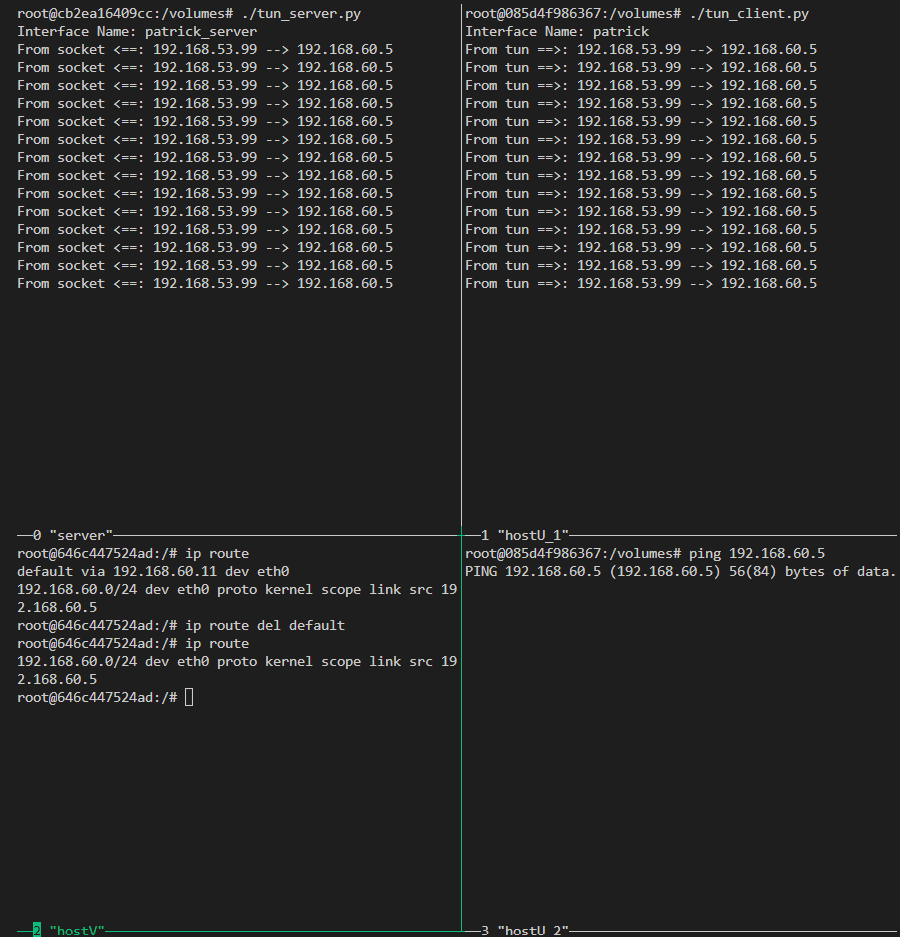 root@cb2ea16409cc:/volumes# ./tun_server.py
Interface Name: patrick_server
From socket <==: 192.168.53.99 --> 192.168.60.5
From socket <==: 192.168.53.99 --> 192.168.60.5
From socket <==: 192.168.53.99 --> 192.168.60.5
From socket <==: 192.168.53.99 --> 192.168.60.5
From socket <==: 192.168.53.99 --> 192.168.60.5
From socket <==: 192.168.53.99 --> 192.168.60.5
From socket <==: 192.168.53.99 --> 192.168.60.5
From socket <==: 192.168.53.99 --> 192.168.60.5
From socket <==: 192.168.53.99 --> 192.168.60.5
From socket <==: 192.168.53.99 --> 192.168.60.5
From socket <==: 192.168.53.99 --> 192.168.60.5
From socket <==: 192.168.53.99 --> 192.168.60.5
From socket <==: 192.168.53.99 --> 192.168.60.5
From socket <==: 192.168.53.99 --> 192.168.60.5
0 "server"
root@085d4f986367:/volumes# ./tun_client.py
Interface Name: patrick
From tun ==>: 192.168.53.99 --> 192.168.60.5
From tun ==>: 192.168.53.99 --> 192.168.60.5
From tun ==>: 192.168.53.99 --> 192.168.60.5
From tun ==>: 192.168.53.99 --> 192.168.60.5
From tun ==>: 192.168.53.99 --> 192.168.60.5
From tun ==>: 192.168.53.99 --> 192.168.60.5
From tun ==>: 192.168.53.99 --> 192.168.60.5
From tun ==>: 192.168.53.99 --> 192.168.60.5
From tun ==>: 192.168.53.99 --> 192.168.60.5
From tun ==>: 192.168.53.99 --> 192.168.60.5
From tun ==>: 192.168.53.99 --> 192.168.60.5
From tun ==>: 192.168.53.99 --> 192.168.60.5
From tun ==>: 192.168.53.99 --> 192.168.60.5
From tun ==>: 192.168.53.99 --> 192.168.60.5
1 "hostU_1"
root@646c447524ad:/# ip route
default via 192.168.60.11 dev eth0
192.168.60.0/24 dev eth0 proto kernel scope link src 19
2.168.60.5
root@646c447524ad:/# ip route del default
root@646c447524ad:/# ip route
192.168.60.0/24 dev eth0 proto kernel scope link src 19
2.168.60.5
root@646c447524ad:/#
2 "hostV"
root@085d4f986367:/volumes# ping 192.168.60.5
PING 192.168.60.5 (192.168.60.5) 56(84) bytes of data.
3 "hostU_2"